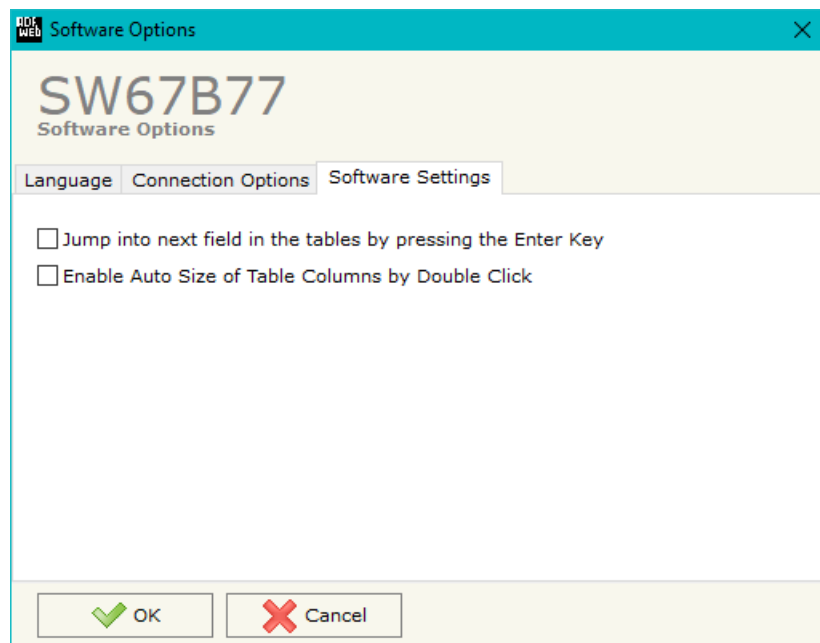 ADF
WEB
Software Options
SW67B77
Software Options
Language
Connection Options
Software Settings
Jump into next field in the tables by pressing the Enter Key
Enable Auto Size of Table Columns by Double Click
OK
Cancel